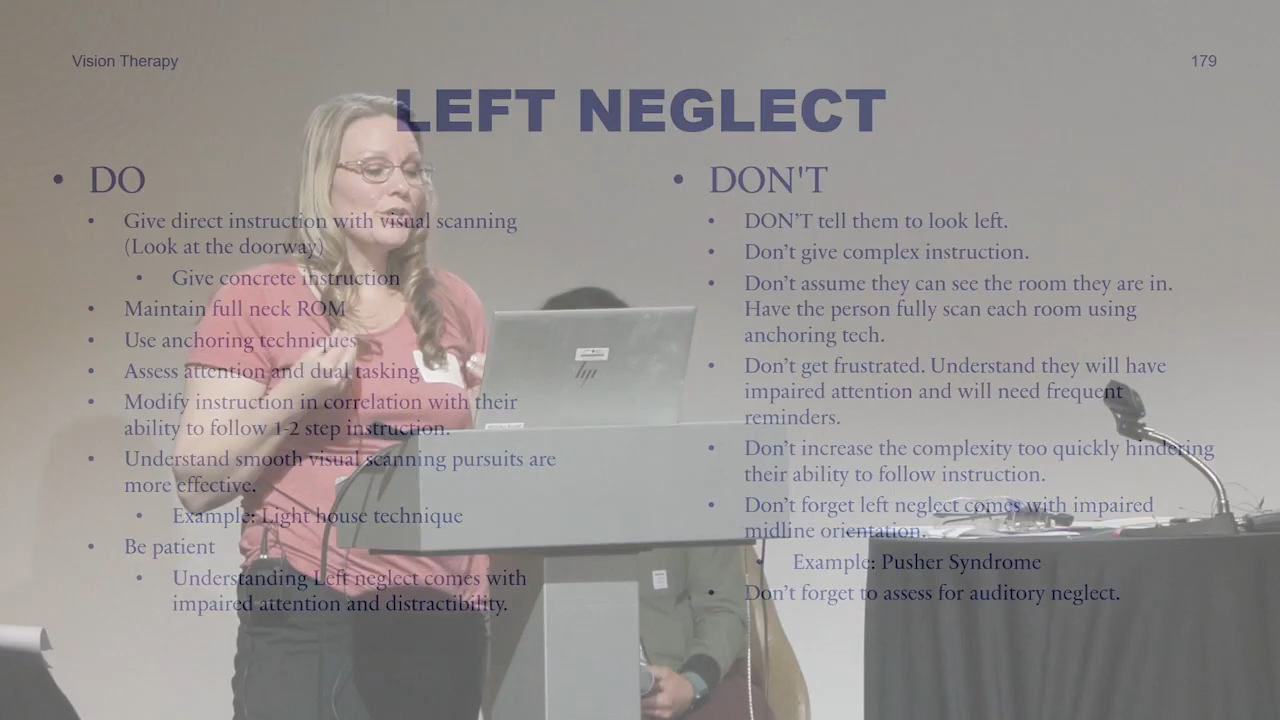 Vision Therapy
179
LEFT NEGLECT
• DO
• Give direct instruction with visual scanning
(Look at the doorway)
• Give concrete instruction
• Maintain full neck ROM
• Use anchoring techniques
• Assess attention and dual tasking
• Modify instruction in correlation with their
ability to follow 1-2 step instruction.
• Understand smooth visual scanning pursuits are
more effective.
• Example: Light house technique
• Be patient
• Understanding Left neglect comes with
impaired attention and distractibility.
• DON'T
• DON’T tell them to look left.
• Don’t give complex instruction.
• Don’t assume they can see the room they are in.
Have the person fully scan each room using
anchoring tech.
• Don’t get frustrated. Understand they will have
impaired attention and will need frequent
reminders.
• Don’t increase the complexity too quickly hindering
their ability to follow instruction.
• Don’t forget left neglect comes with impaired
midline orientation.
• Example: Pusher Syndrome
• Don’t forget to assess for auditory neglect.
hp